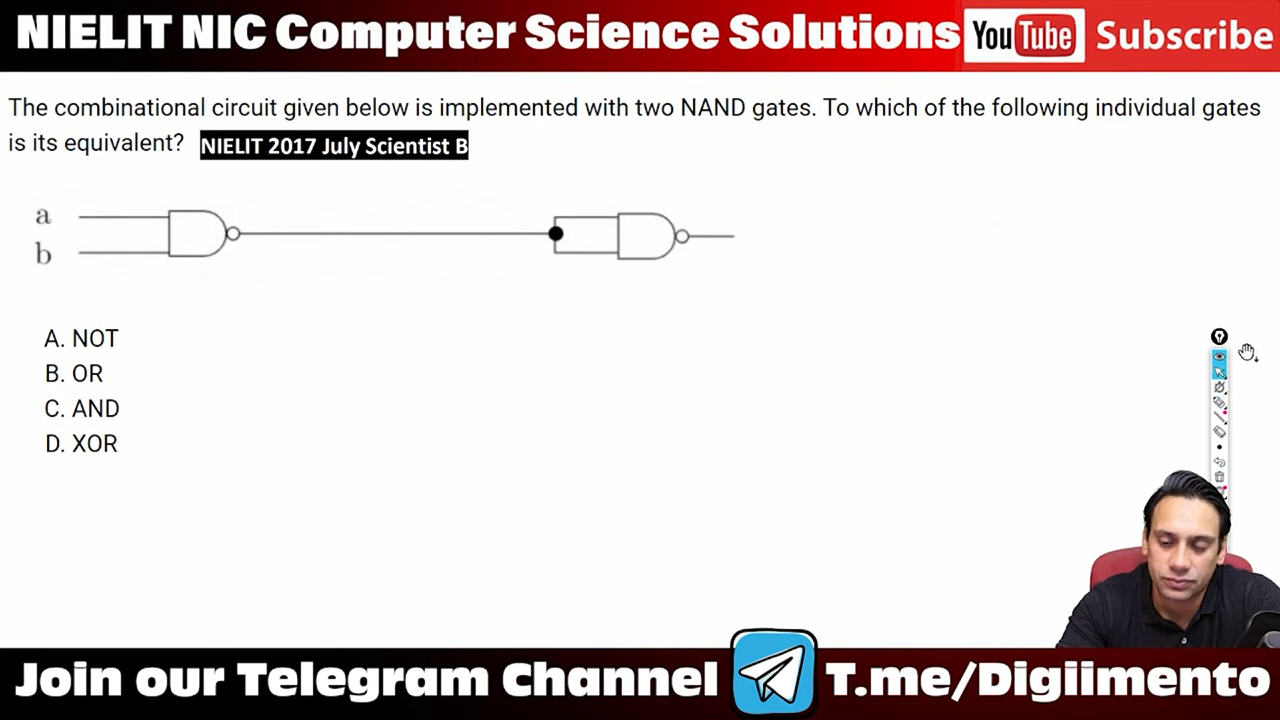 NIELIT NIC Computer Science Solutions YouTube Subscribe
The combinational circuit given below is implemented with two NAND gates. To which of the following individual gates
is its equivalent? NIELIT 2017 July Scientist B
a
b
A. NOT
B. OR
C. AND
D. XOR
Join our Telegram Channel T.me/Digiimento